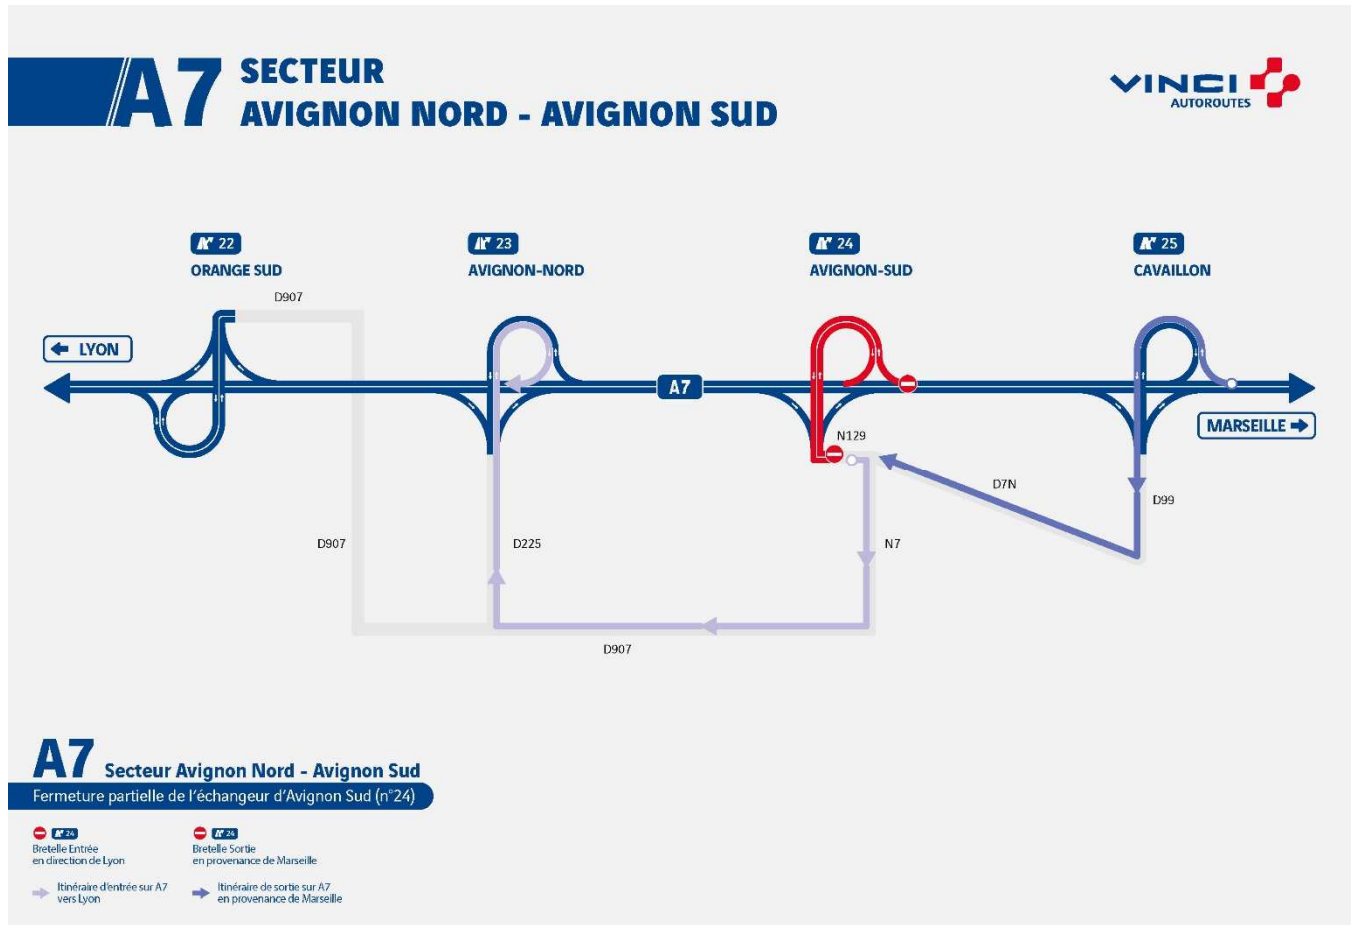 A7
SECTEUR
AVIGNON NORD - AVIGNON SUD
VINCI
AUTOROUTES
22
ORANGE SUD
23
AVIGNON-NORD
24
AVIGNON-SUD
25
CAVAILLON
D907
LYON
A7
MARSEILLE
N129
D7N
D99
D907
D225
N7
D907
A7 Secteur Avignon Nord - Avignon Sud
Fermeture partielle de l'échangeur d'Avignon Sud (n°24)
24
Bretelle Entrée
en direction de Lyon
24
Bretelle Sortie
en provenance de Marseille
Itinéraire d'entrée sur A7
vers Lyon
Itinéraire de sortie sur A7
en provenance de Marseille